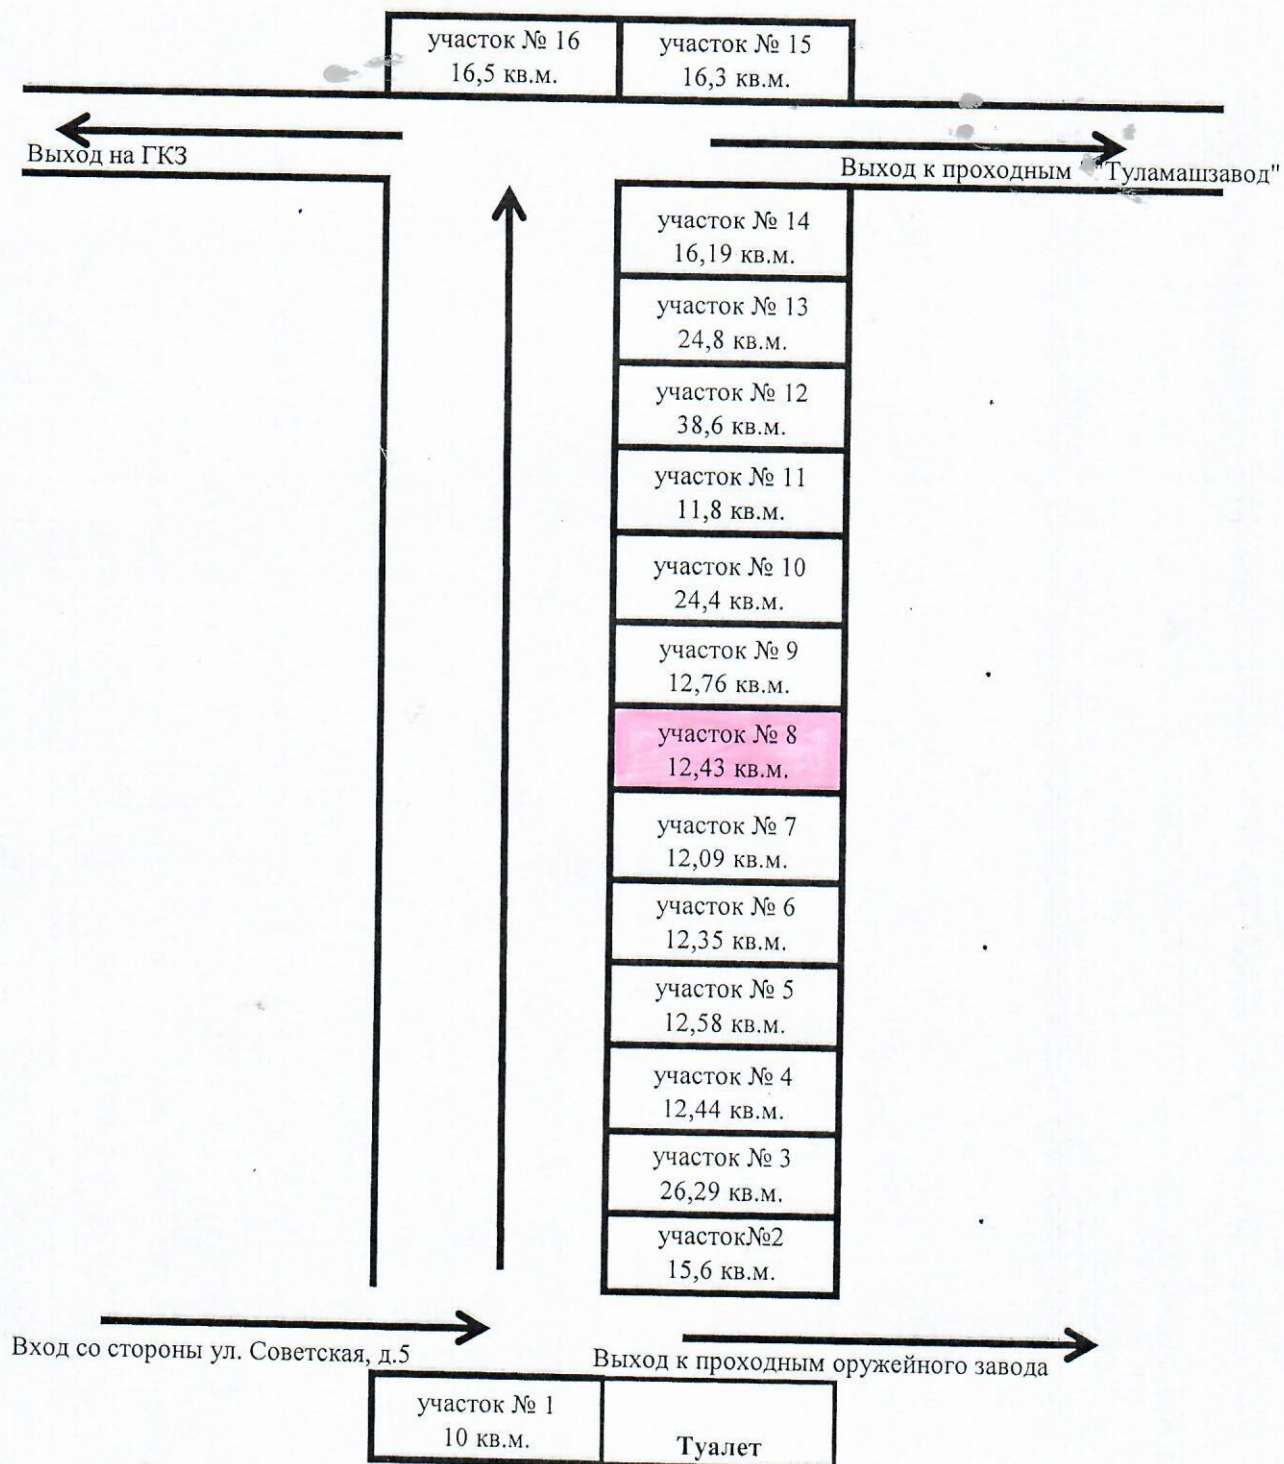 участок № 16
16,5 кв.м.
участок № 15
16,3 кв.м.
Выход на ГКЗ
Выход к проходным "Туламашзавод"
участок № 14
16,19 кв.м.
участок № 13
24,8 кв.м.
участок № 12
38,6 кв.м.
участок № 11
11,8 кв.м.
участок № 10
24,4 кв.м.
участок № 9
12,76 кв.м.
участок № 8
12,43 кв.м.
участок № 7
12,09 кв.м.
участок № 6
12,35 кв.м.
участок № 5
12,58 кв.м.
участок № 4
12,44 кв.м.
участок № 3
26,29 кв.м.
участок№2
15,6 кв.м.
Вход со стороны ул. Советская, д.5
Выход к проходным оружейного завода
участок № 1
10 кв.м.
Туалет